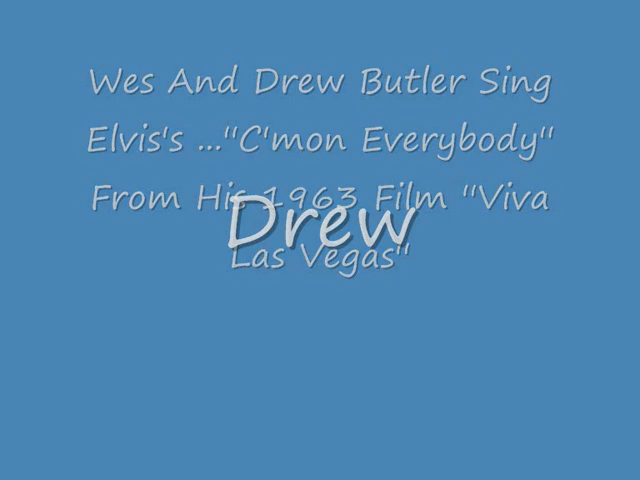 Wes And Drew Butler Sing
Elvis's ..."C'mon Everybody"
From His 1963 Film "Viva
Drew
Las Vegas"